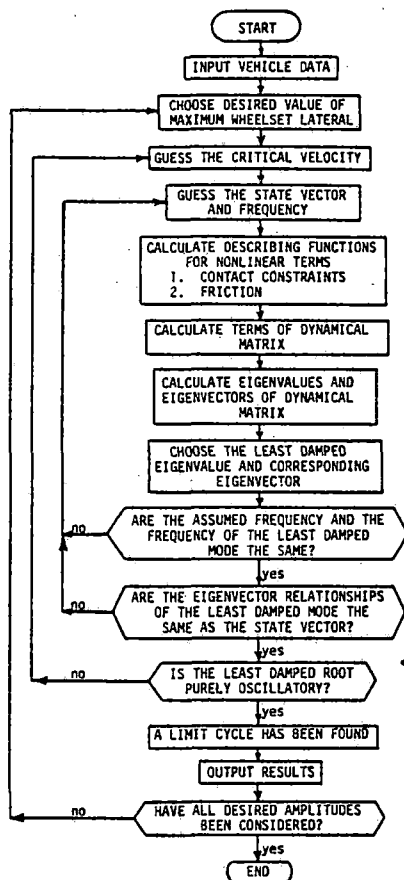 START
INPUT VEHICLE DATA
CHOOSE DESIRED VALUE OF
MAXIMUM WHEELSET LATERAL
GUESS THE CRITICAL VELOCITY
GUESS THE STATE VECTOR
AND FREQUENCY
CALCULATE DESCRIBING FUNCTIONS
FOR NONLINEAR TERMS
1. CONTACT CONSTRAINTS
2. FRICTION
CALCULATE TERMS OF DYNAMICAL
MATRIX
CALCULATE EIGENVALUES AND
EIGENVECTORS OF DYNAMICAL
MATRIX
CHOOSE THE LEAST DAMPED
EIGENVALUE AND CORRESPONDING
EIGENVECTOR
no
ARE THE ASSUMED FREQUENCY AND THE
FREQUENCY OF THE LEAST DAMPED
MODE THE SAME?
yes
no
ARE THE EIGENVECTOR RELATIONSHIPS
OF THE LEAST DAMPED MODE THE
SAME AS THE STATE VECTOR?
yes
no
IS THE LEAST DAMPED ROOT
PURELY OSCILLATORY?
yes
A LIMIT CYCLE HAS BEEN FOUND
OUTPUT RESULTS
no
HAVE ALL DESIRED AMPLITUDES
BEEN CONSIDERED?
yes
END